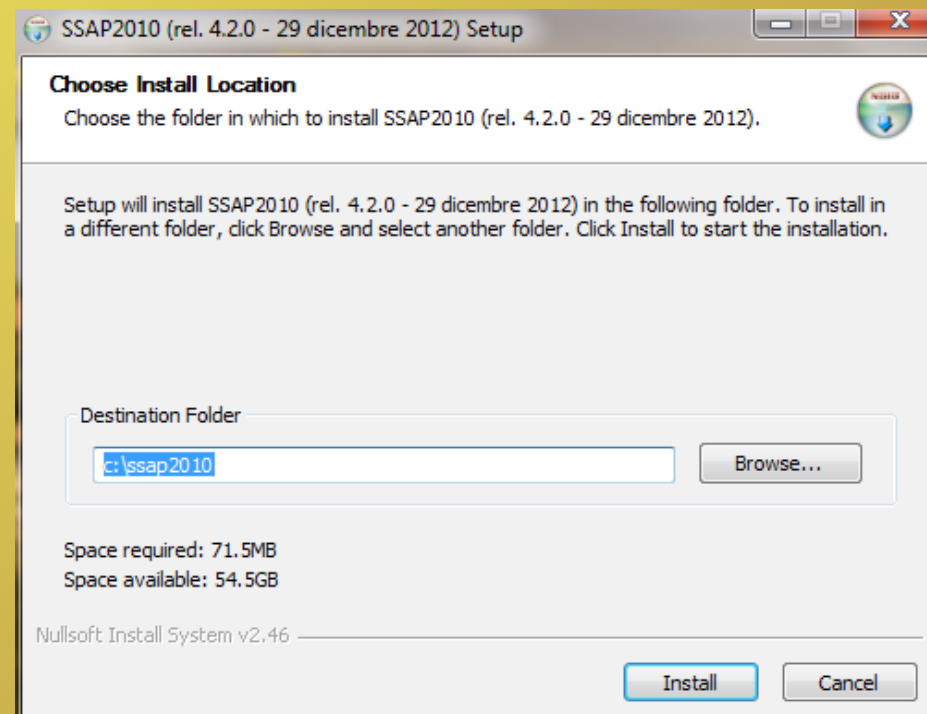 SSAP2010 (rel. 4.2.0 - 29 dicembre 2012) Setup
Choose Install Location
Choose the folder in which to install SSAP2010 (rel. 4.2.0 - 29 dicembre 2012).
Setup will install SSAP2010 (rel. 4.2.0 - 29 dicembre 2012) in the following folder. To install in
a different folder, click Browse and select another folder. Click Install to start the installation.
Destination Folder
c:\ssap2010
Browse...
Space required: 71.5MB
Space available: 54.5GB
Nullsoft Install System v2.46
Install
Cancel